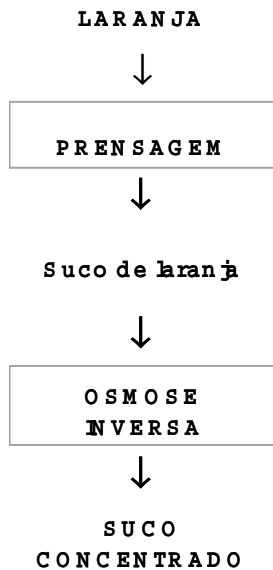 LARANJA
PRENSAGEM
Suco de laranja
OSMOSE
INVERSA
SUCO
CONCENTRADO